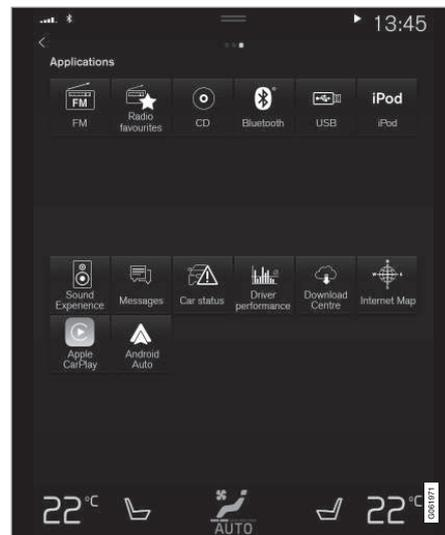 13:45
Applications
FM
iPod
FM
Radio
favourites
CD
Bluetooth
USB
iPod
Sound
Experience
Messages
Car status
Driver
performance
Download
Centre
Internet Map
Apple
CarPlay
Android
Auto
22°C
AUTO
22°C
G061971